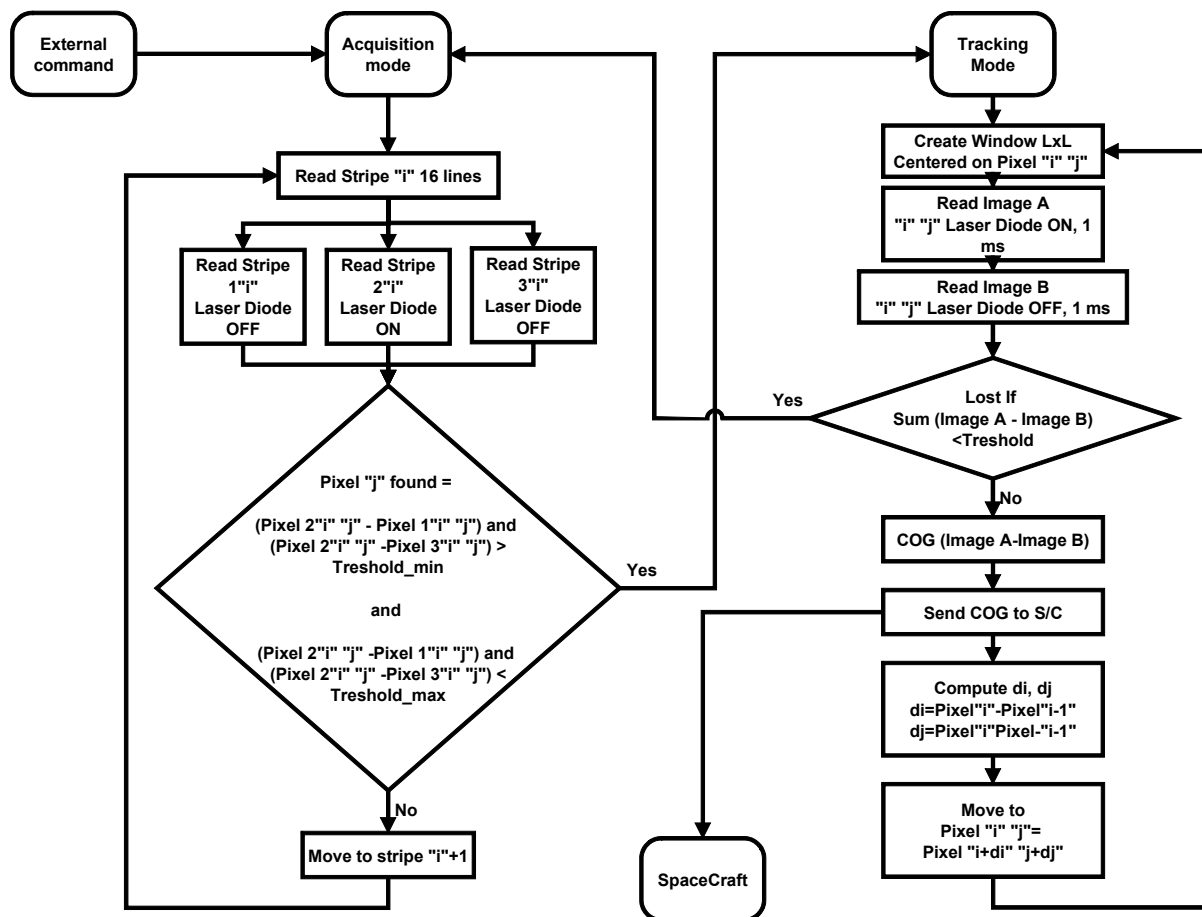 External
command
Acquisition
mode
Read Stripe "i" 16 lines
Read Stripe
1"i"
Laser Diode
OFF
Read Stripe
2"i"
Laser Diode
ON
Read Stripe
3"i"
Laser Diode
OFF
Pixel "j" found =
(Pixel 2"i" "j" - Pixel 1"i" "j") and
(Pixel 2"i" "j" -Pixel 3"i" "j") >
Treshold_min
and
(Pixel 2"i" "j" -Pixel 1"i" "j") and
(Pixel 2"i" "j" -Pixel 3"i" "j") <
Treshold_max
Yes
No
Move to stripe "i"+1
Tracking
Mode
Create Window LxL
Centered on Pixel "i" "j"
Read Image A
"i" "j" Laser Diode ON, 1
ms
Read Image B
"i" "j" Laser Diode OFF, 1 ms
Lost If
Sum (Image A - Image B)
<Treshold
Yes
No
COG (Image A-Image B)
Send COG to S/C
Compute di, dj
di=Pixel"i"-Pixel"i-1"
dj=Pixel"i"Pixel-"i-1"
Move to
Pixel "i" "j"=
Pixel "i+di" "j+dj"
SpaceCraft